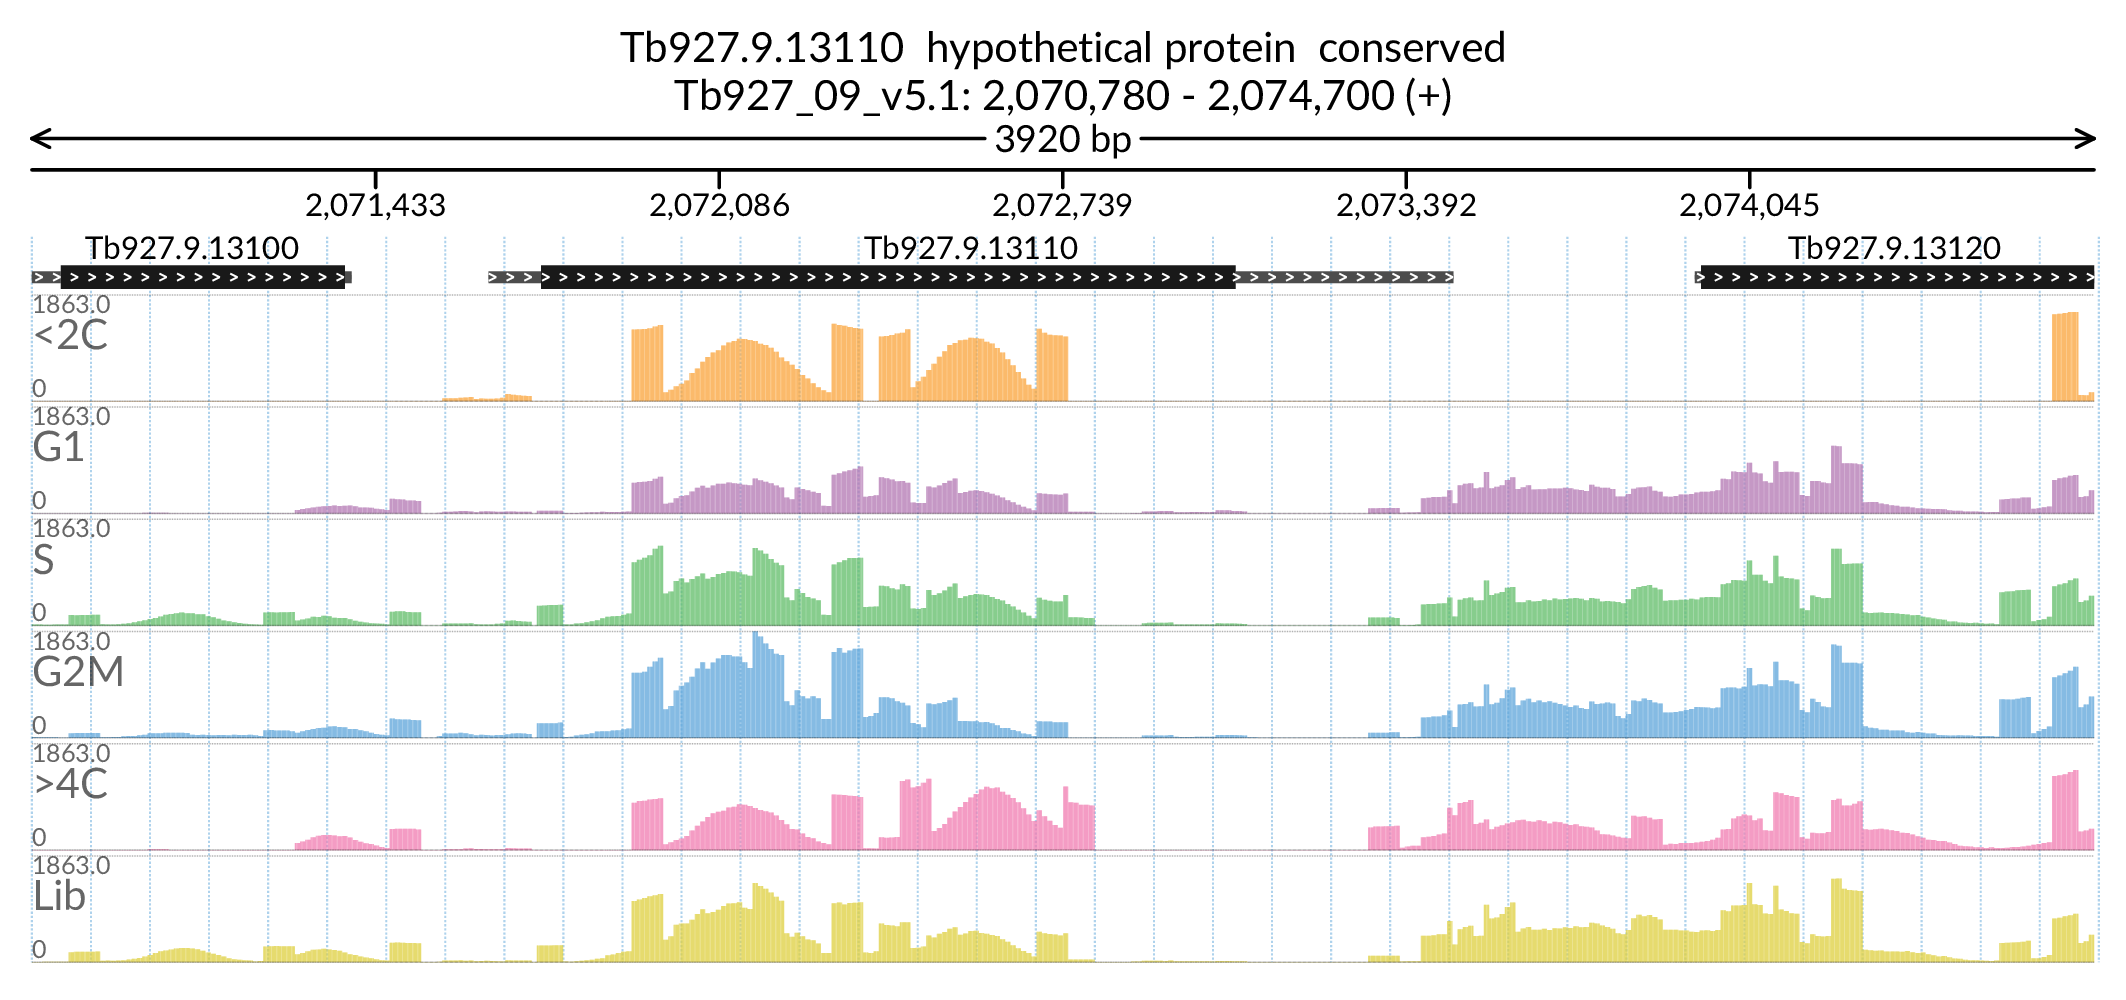 Tb927.9.13110  hypothetical protein  conserved
Tb927_09_v5.1: 2,070,780 - 2,074,700 (+)
3920 bp
2,071,433 2,072,086 2,072,739 2,073,392 2,074,045
Tb927.9.13100 Tb927.9.13110 Tb927.9.13120
1863.0
<2C
0
1863.0
G1
0
1863.0
S
0
1863.0
G2M
0
1863.0
>4C
0
1863.0
Lib
0